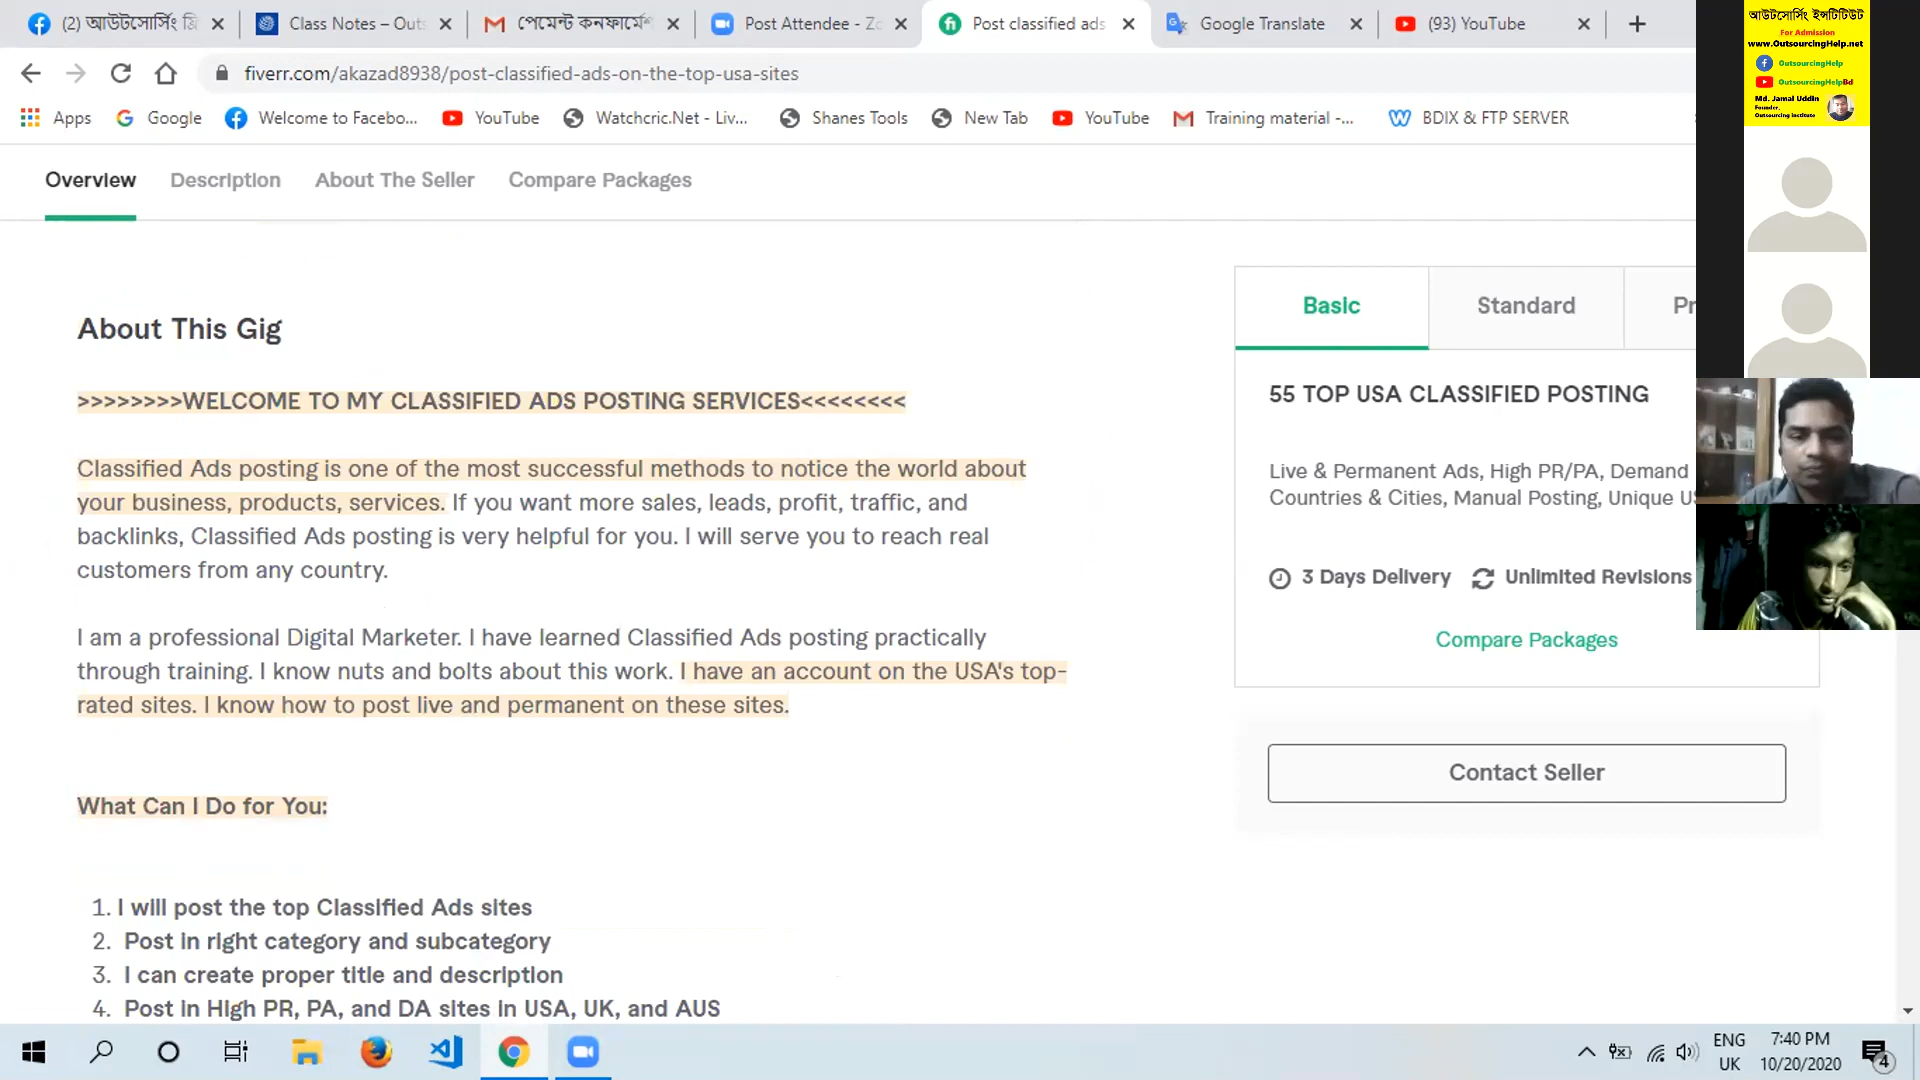 (2) আউটসোর্সিং ফ্রি
Class Notes – Outs
পেমেন্ট কনফার্মেশ
Post Attendee - Zo
Post classified ads
Google Translate
(93) YouTube
fiverr.com/akazad8938/post-classified-ads-on-the-top-usa-sites
Apps
Google
Welcome to Facebo...
YouTube
Watchcric.Net - Liv...
Shanes Tools
New Tab
YouTube
Training material -...
BDIX & FTP SERVER
Overview
Description
About The Seller
Compare Packages
About This Gig
>>>>>>>>WELCOME TO MY CLASSIFIED ADS POSTING SERVICES<<<<<<<<
Classified Ads posting is one of the most successful methods to notice the world about
your business, products, services. If you want more sales, leads, profit, traffic, and
backlinks, Classified Ads posting is very helpful for you. I will serve you to reach real
customers from any country.
I am a professional Digital Marketer. I have learned Classified Ads posting practically
through training. I know nuts and bolts about this work. I have an account on the USA's top-
rated sites. I know how to post live and permanent on these sites.
What Can I Do for You:
1. I will post the top Classified Ads sites
2. Post in right category and subcategory
3. I can create proper title and description
4. Post in High PR, PA, and DA sites in USA, UK, and AUS
Basic
Standard
Pr
55 TOP USA CLASSIFIED POSTING
Live & Permanent Ads, High PR/PA, Demand
Countries & Cities, Manual Posting, Unique US
3 Days Delivery
Unlimited Revisions
Compare Packages
Contact Seller
আউটসোর্সিং ইন্সটিটিউট
For Admission
www.OutsourcingHelp.net
OutsourcingHelp
OutsourcingHelpBd
Md. Jamal Uddin
Founder,
Outsourcing Institute
ENG
UK
7:40 PM
10/20/2020
4